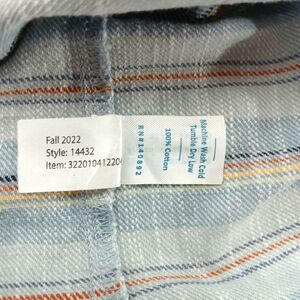 Fall 2022
Style: 14432
Item: 322010412204
RN#140892
100% Cotton
Machine Wash Cold
Tumble Dry Low